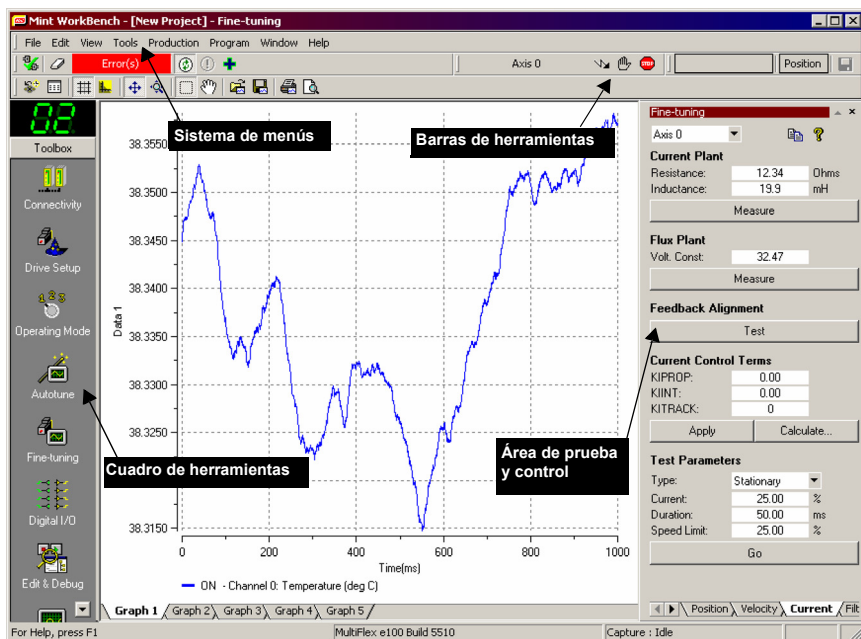 Mint WorkBench - [New Project] - Fine-tuning
File Edit View Tools Production Program Window Help
Error(s)
Axis 0
STOP
Position
02
Toolbox
Connectivity
Drive Setup
Operating Mode
Autotune
Fine-tuning
Digital I/O
Edit & Debug
Sistema de menús
Barras de herramientas
Cuadro de herramientas
Área de prueba
y control
Data 1
38.3550
38.3500
38.3450
38.3400
38.3350
38.3300
38.3250
38.3200
38.3150
0 200 400 600 800 1000
Time(ms)
ON - Channel 0: Temperature (deg C)
Graph 1 Graph 2 Graph 3 Graph 4 Graph 5
Fine-tuning
Axis 0
Current Plant
Resistance: 12.34 Ohms
Inductance: 19.9 mH
Measure
Flux Plant
Volt. Const: 32.47
Measure
Feedback Alignment
Test
Current Control Terms
KIPROP: 0.00
KIINT: 0.00
KITRACK: 0
Apply Calculate...
Test Parameters
Type: Stationary
Current: 25.00 %
Duration: 50.00 ms
Speed Limit: 25.00 %
Go
Position Velocity Current Filt
For Help, press F1
MultiFlex e100 Build 5510
Capture : Idle